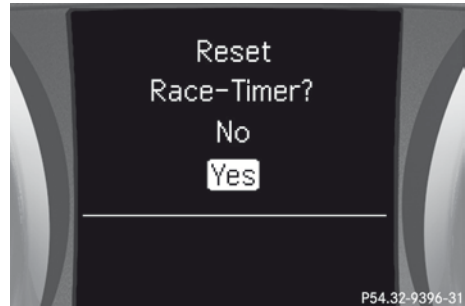 Reset
Race-Timer?
No
Yes
P54.32-9396-31